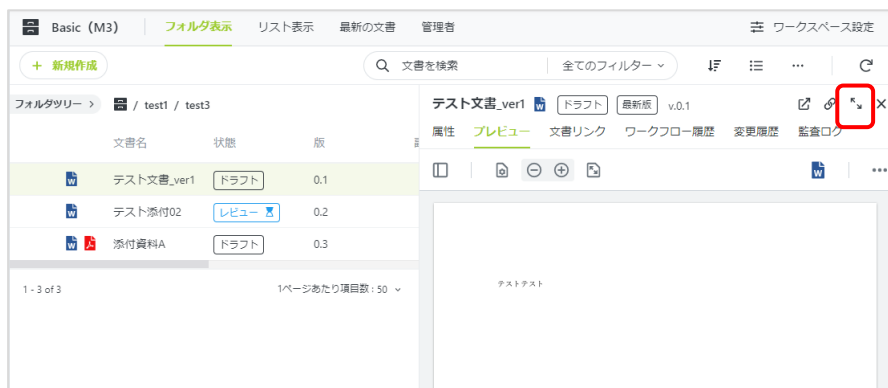 Basic（M3） フォルダ表示 リスト表示 最新の文書 管理者 ワークスペース設定
+ 新規作成 文書を検索 全てのフィルター
フォルダツリー / test1 / test3
文書名 状態 版
テスト文書_ver1 ドラフト 0.1
テスト添付02 レビュー 0.2
添付資料A ドラフト 0.3
1 - 3 of 3 1ページあたり項目数 : 50
テスト文書_ver1 ドラフト 最新版 v.0.1
属性 プレビュー 文書リンク ワークフロー履歴 変更履歴 監査ログ
テストテスト